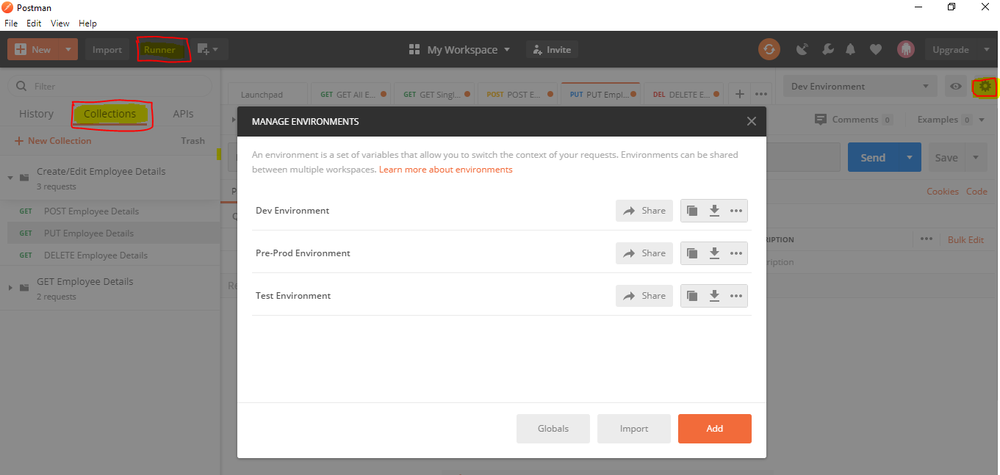 Postman
File Edit View Help
New Import Runner My Workspace Invite Upgrade
Filter
History Collections APIs
New Collection Trash
Create/Edit Employee Details
3 requests
GET POST Employee Details
GET PUT Employee Details
GET DELETE Employee Details
GET Employee Details
2 requests
Launchpad GET GET All E... GET GET Singl... POST POST E... PUT PUT Empl... DEL DELETE E... Dev Environment
Comments 0 Examples 0
Send Save
Cookies Code
RIPTION Bulk Edit
ription
Re
MANAGE ENVIRONMENTS
An environment is a set of variables that allow you to switch the context of your requests. Environments can be shared
between multiple workspaces. Learn more about environments
Dev Environment Share
Pre-Prod Environment Share
Test Environment Share
Globals Import Add